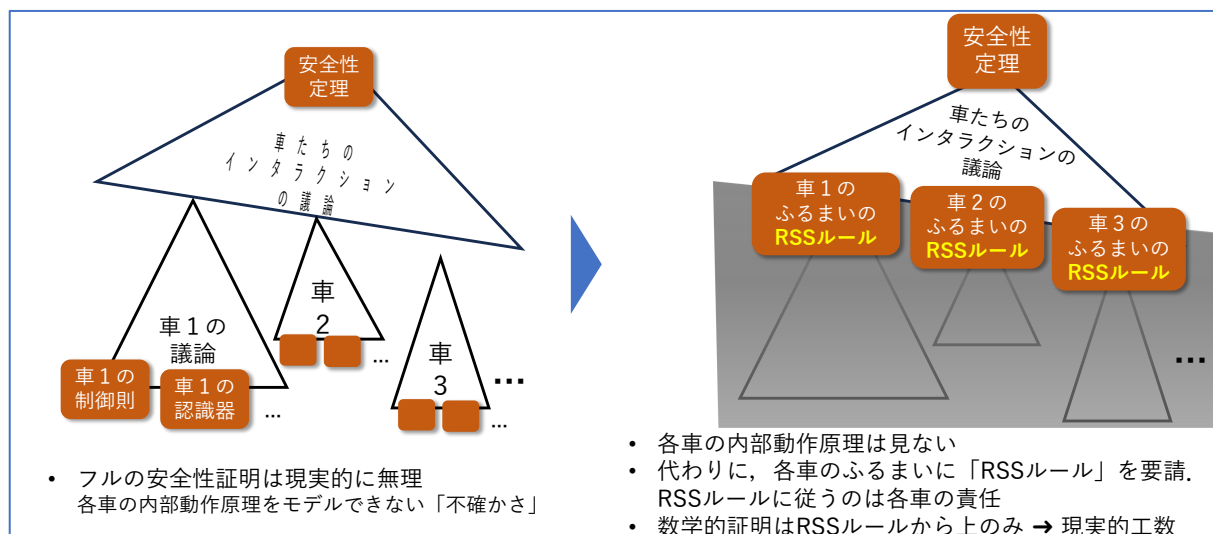 安全性
定理
車たちの
インタラクション
の議論
車１の
議論
車１の
制御則
車１の
認識器
...
車
2
...
車
3
...
...
• フルの安全性証明は現実的に無理
各車の内部動作原理をモデルできない「不確かさ」
安全性
定理
車たちの
インタラクションの
議論
車１の
ふるまいの
RSSルール
車２の
ふるまいの
RSSルール
車３の
ふるまいの
RSSルール
...
• 各車の内部動作原理は見ない
• 代わりに，各車のふるまいに「RSSルール」を要請．
RSSルールに従うのは各車の責任
• 数学的証明はRSSルールから上のみ ➔ 現実的工数